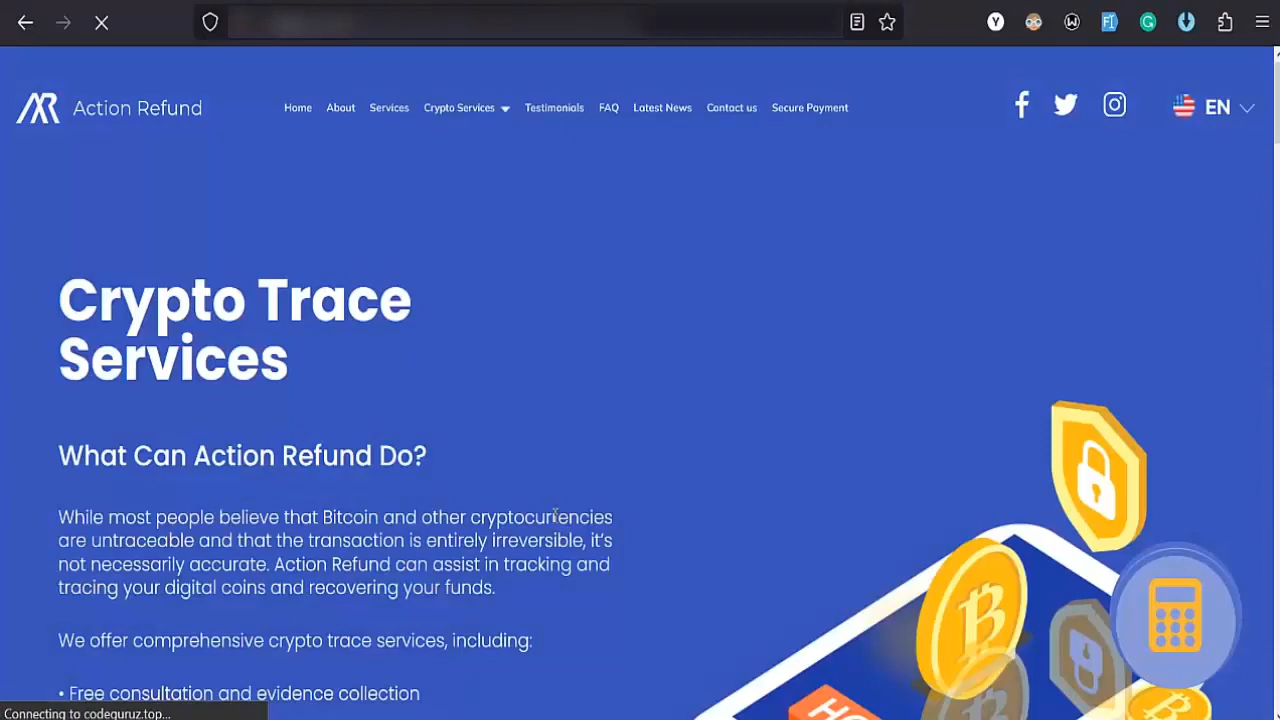 Action Refund
Home About Services Crypto Services Testimonials FAQ Latest News Contact us Secure Payment
EN
Crypto Trace
Services
What Can Action Refund Do?
While most people believe that Bitcoin and other cryptocurrencies
are untraceable and that the transaction is entirely irreversible, it's
not necessarily accurate. Action Refund can assist in tracking and
tracing your digital coins and recovering your funds.
We offer comprehensive crypto trace services, including:
• Free consultation and evidence collection
Connecting to codeguruz.top...